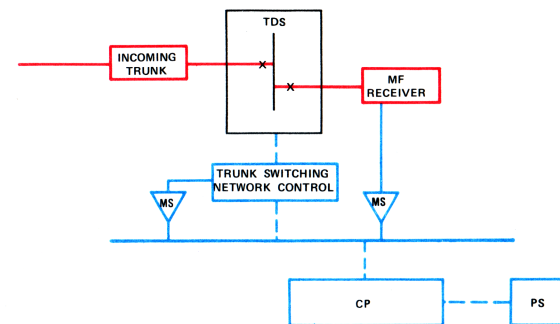 TDS
INCOMING
TRUNK
MF
RECEIVER
TRUNK SWITCHING
NETWORK CONTROL
MS
MS
CP
PS